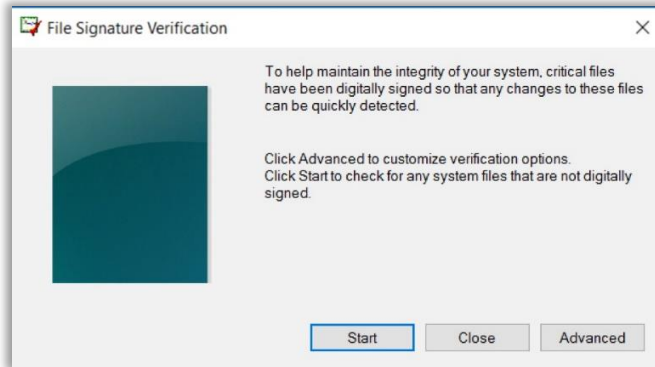 File Signature Verification
To help maintain the integrity of your system, critical files
have been digitally signed so that any changes to these files
can be quickly detected.
Click Advanced to customize verification options.
Click Start to check for any system files that are not digitally
signed.
Start
Close
Advanced